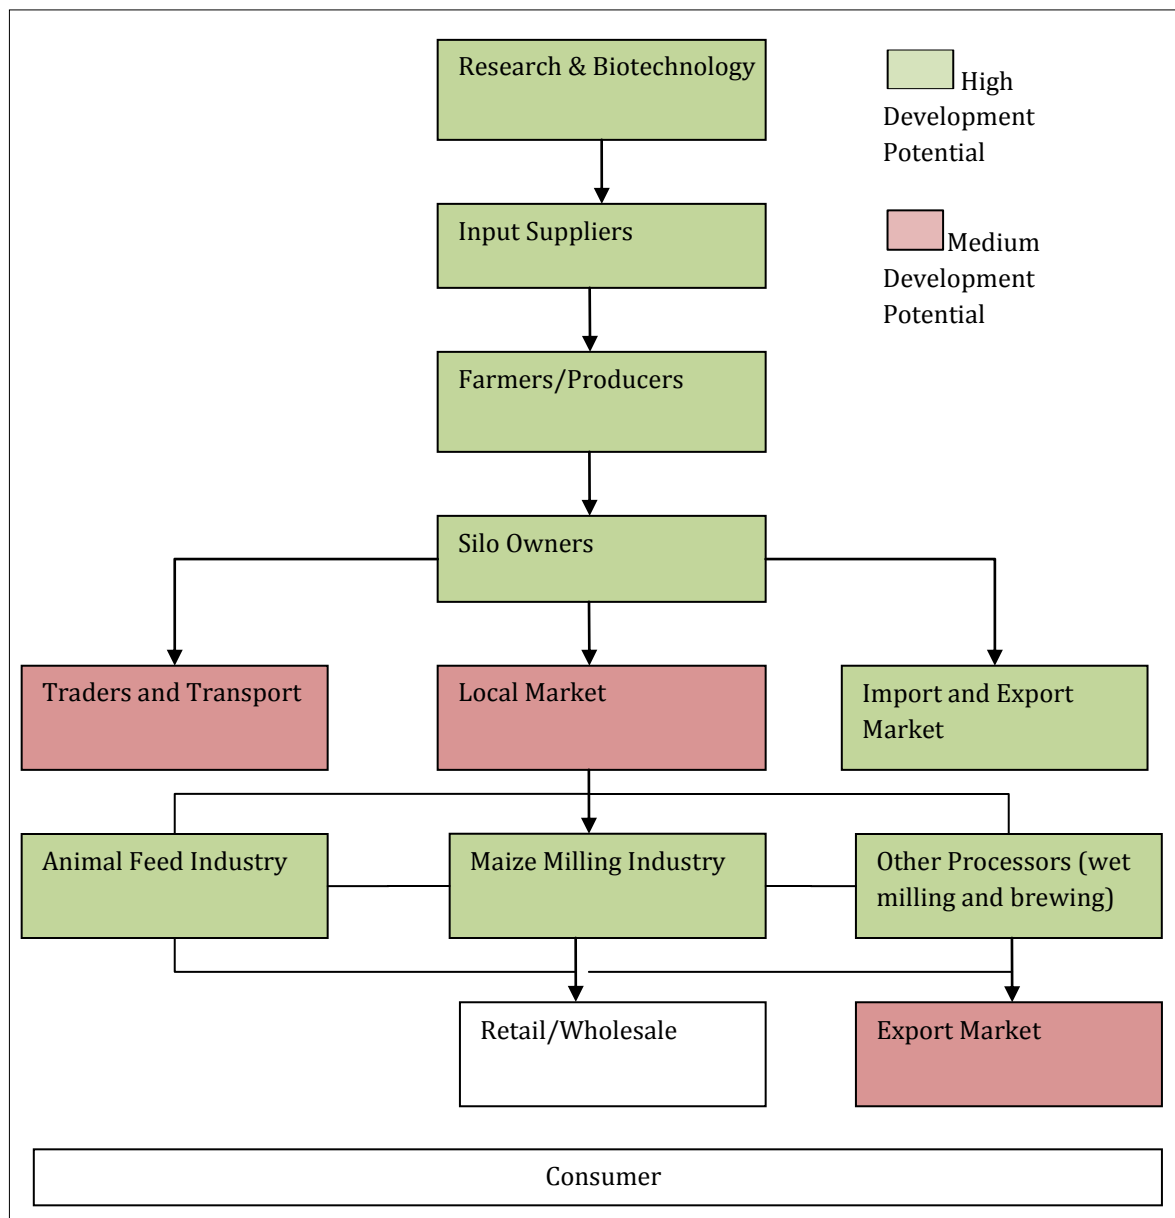 Research & Biotechnology
High
Development
Potential
Input Suppliers
Medium
Development
Potential
Farmers/Producers
Silo Owners
Traders and Transport
Local Market
Import and Export
Market
Animal Feed Industry
Maize Milling Industry
Other Processors (wet
milling and brewing)
Retail/Wholesale
Export Market
Consumer